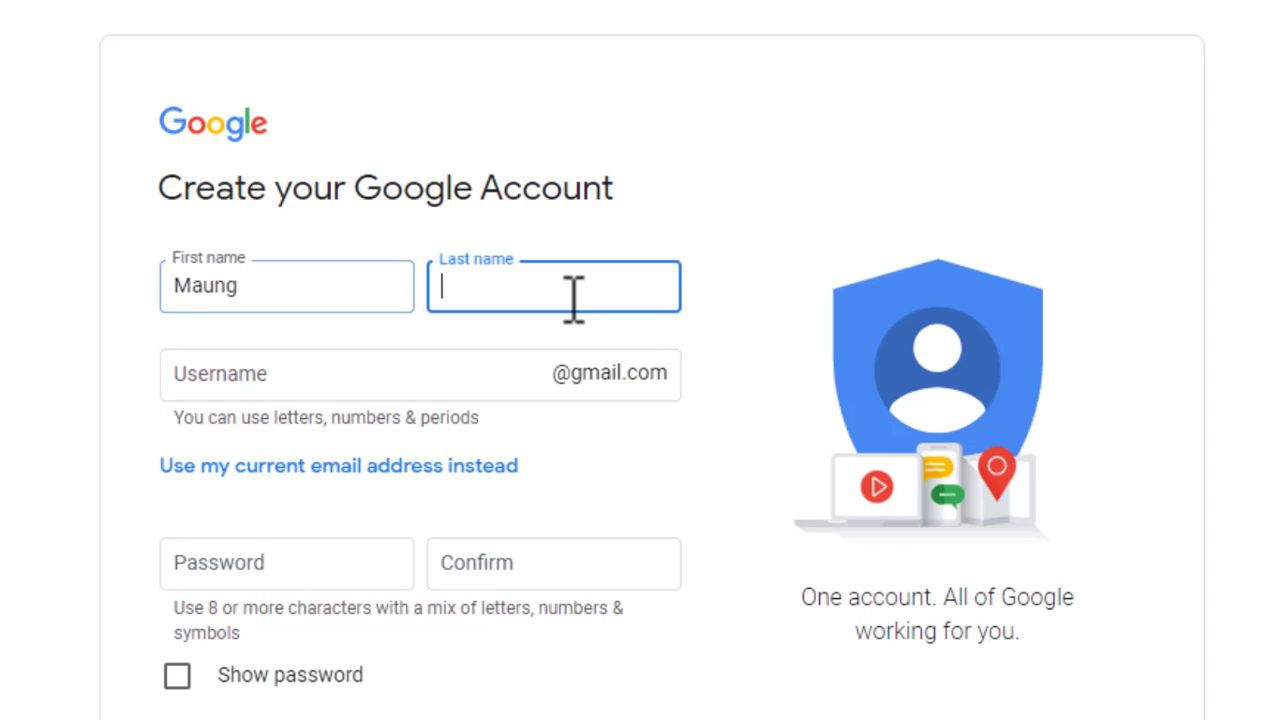 Google
Create your Google Account
First name
Last name
Maung
Username
@gmail.com
You can use letters, numbers & periods
Use my current email address instead
Password
Confirm
Use 8 or more characters with a mix of letters, numbers &
symbols
Show password
One account. All of Google
working for you.